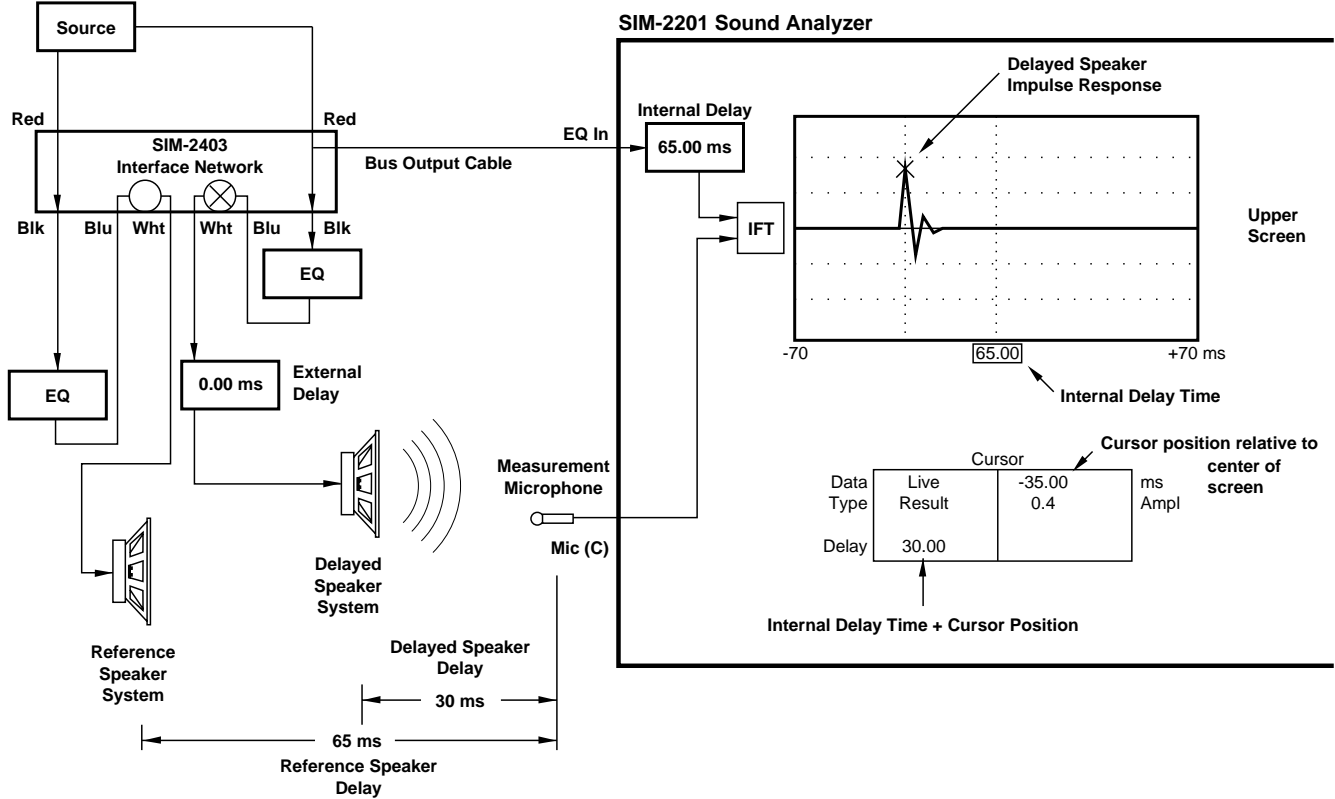 SIM-2201 Sound Analyzer
Source
Red
Red
SIM-2403
Interface Network
Blk
Blu
Wht
Wht
Blu
Blk
Bus Output Cable
EQ In
Internal Delay
65.00 ms
IFT
EQ
EQ
0.00 ms
External
Delay
Delayed Speaker
Impulse Response
Upper
Screen
-70
65.00
+70 ms
Internal Delay Time
Measurement
Microphone
Mic (C)
Delayed
Speaker
System
Reference
Speaker
System
Cursor
Cursor position relative to
center of
screen
Data
Type
Live
Result
-35.00
0.4
ms
Ampl
Delay
30.00
Internal Delay Time + Cursor Position
Delayed Speaker
Delay
30 ms
65 ms
Reference Speaker
Delay